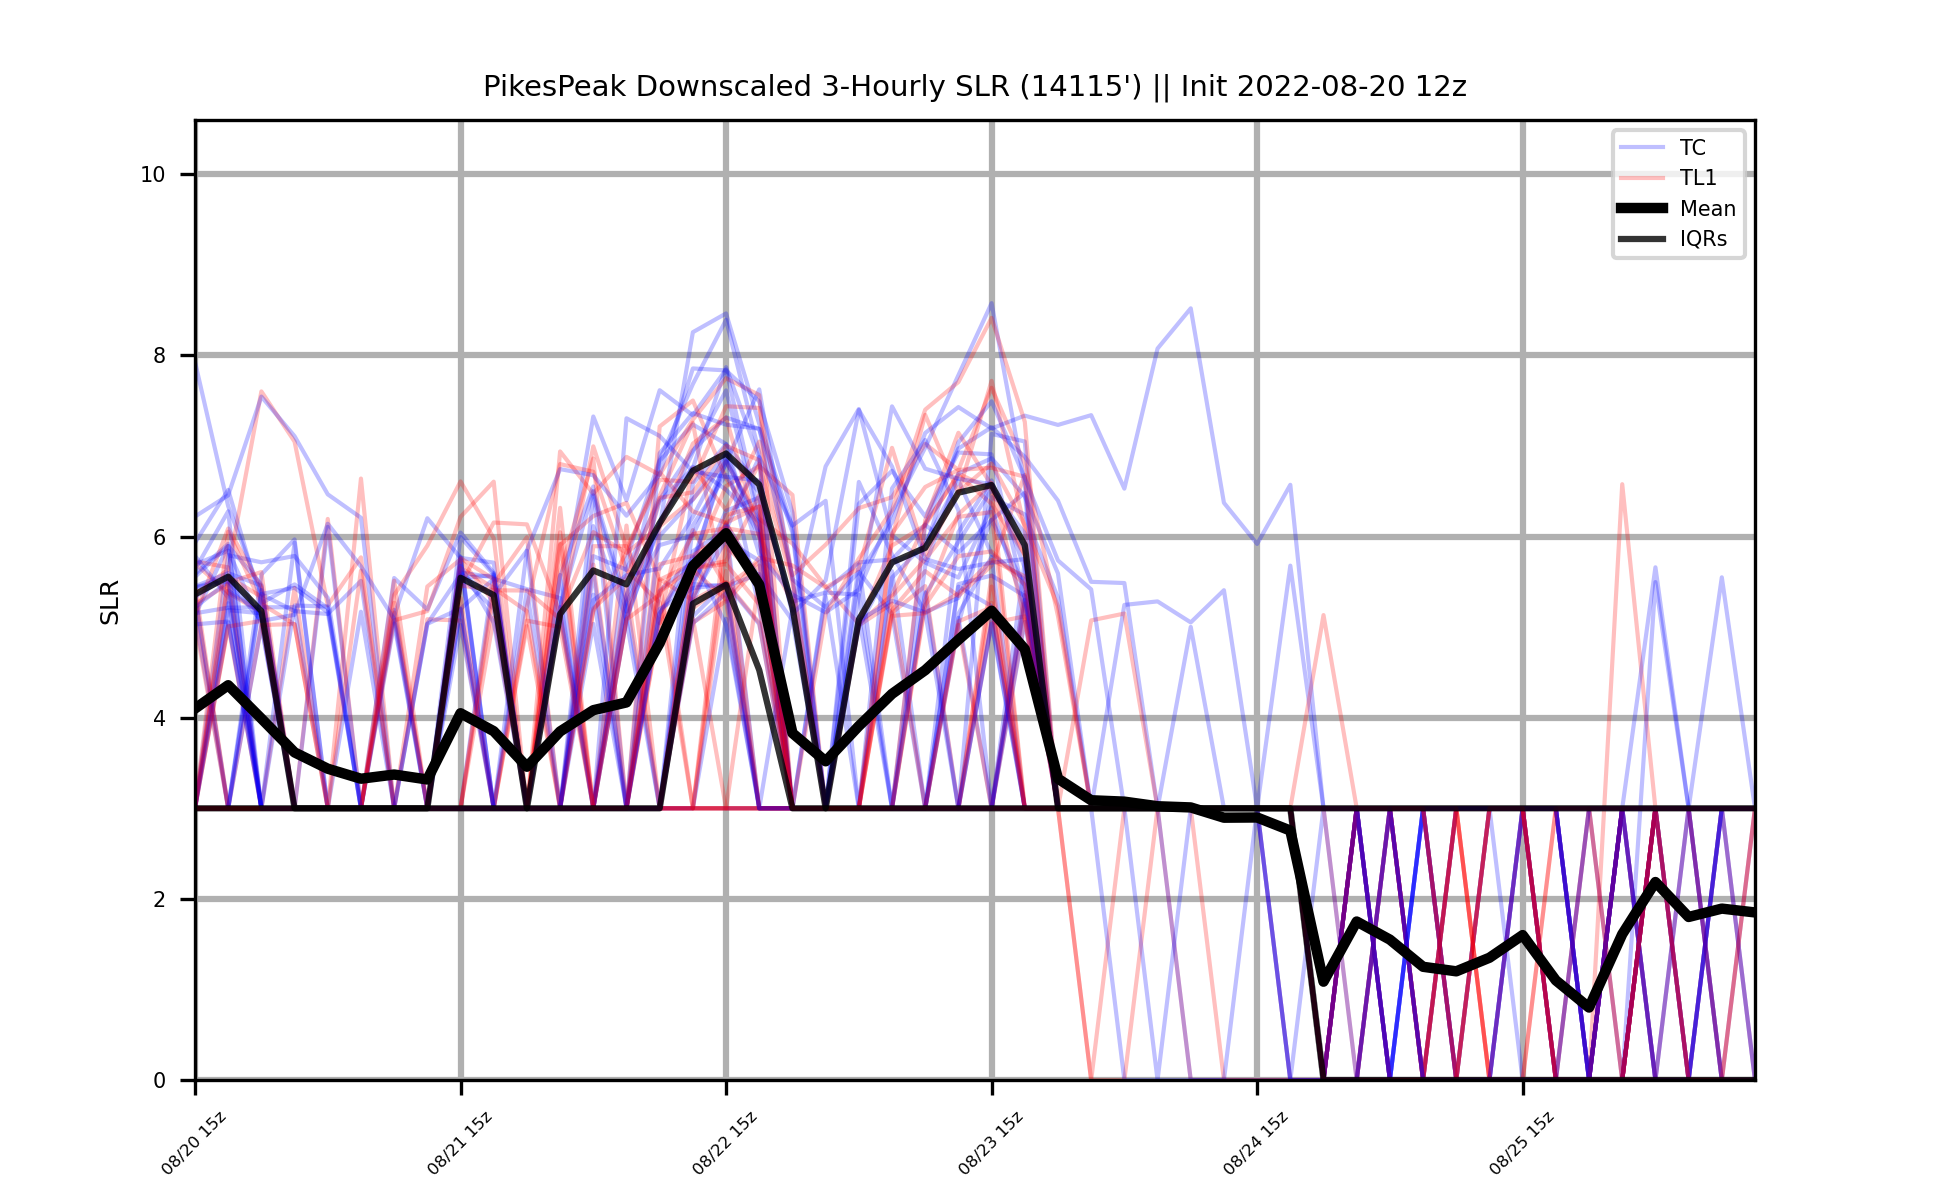 PikesPeak Downscaled 3-Hourly SLR (14115') || Init 2022-08-20 12z
TC
TL1
Mean
IQRs
SLR
10
8
6
4
2
0
08/20 15z
08/21 15z
08/22 15z
08/23 15z
08/24 15z
08/25 15z